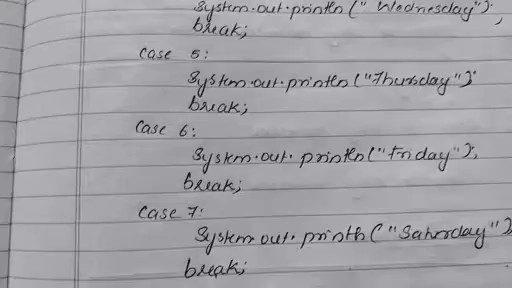 System.out.println(" Wednesday");
break;
case 5:
System.out.println("Thursday");
break;
case 6:
System.out.println("Friday");
break;
case 7:
System.out.println("Saturday")
break;